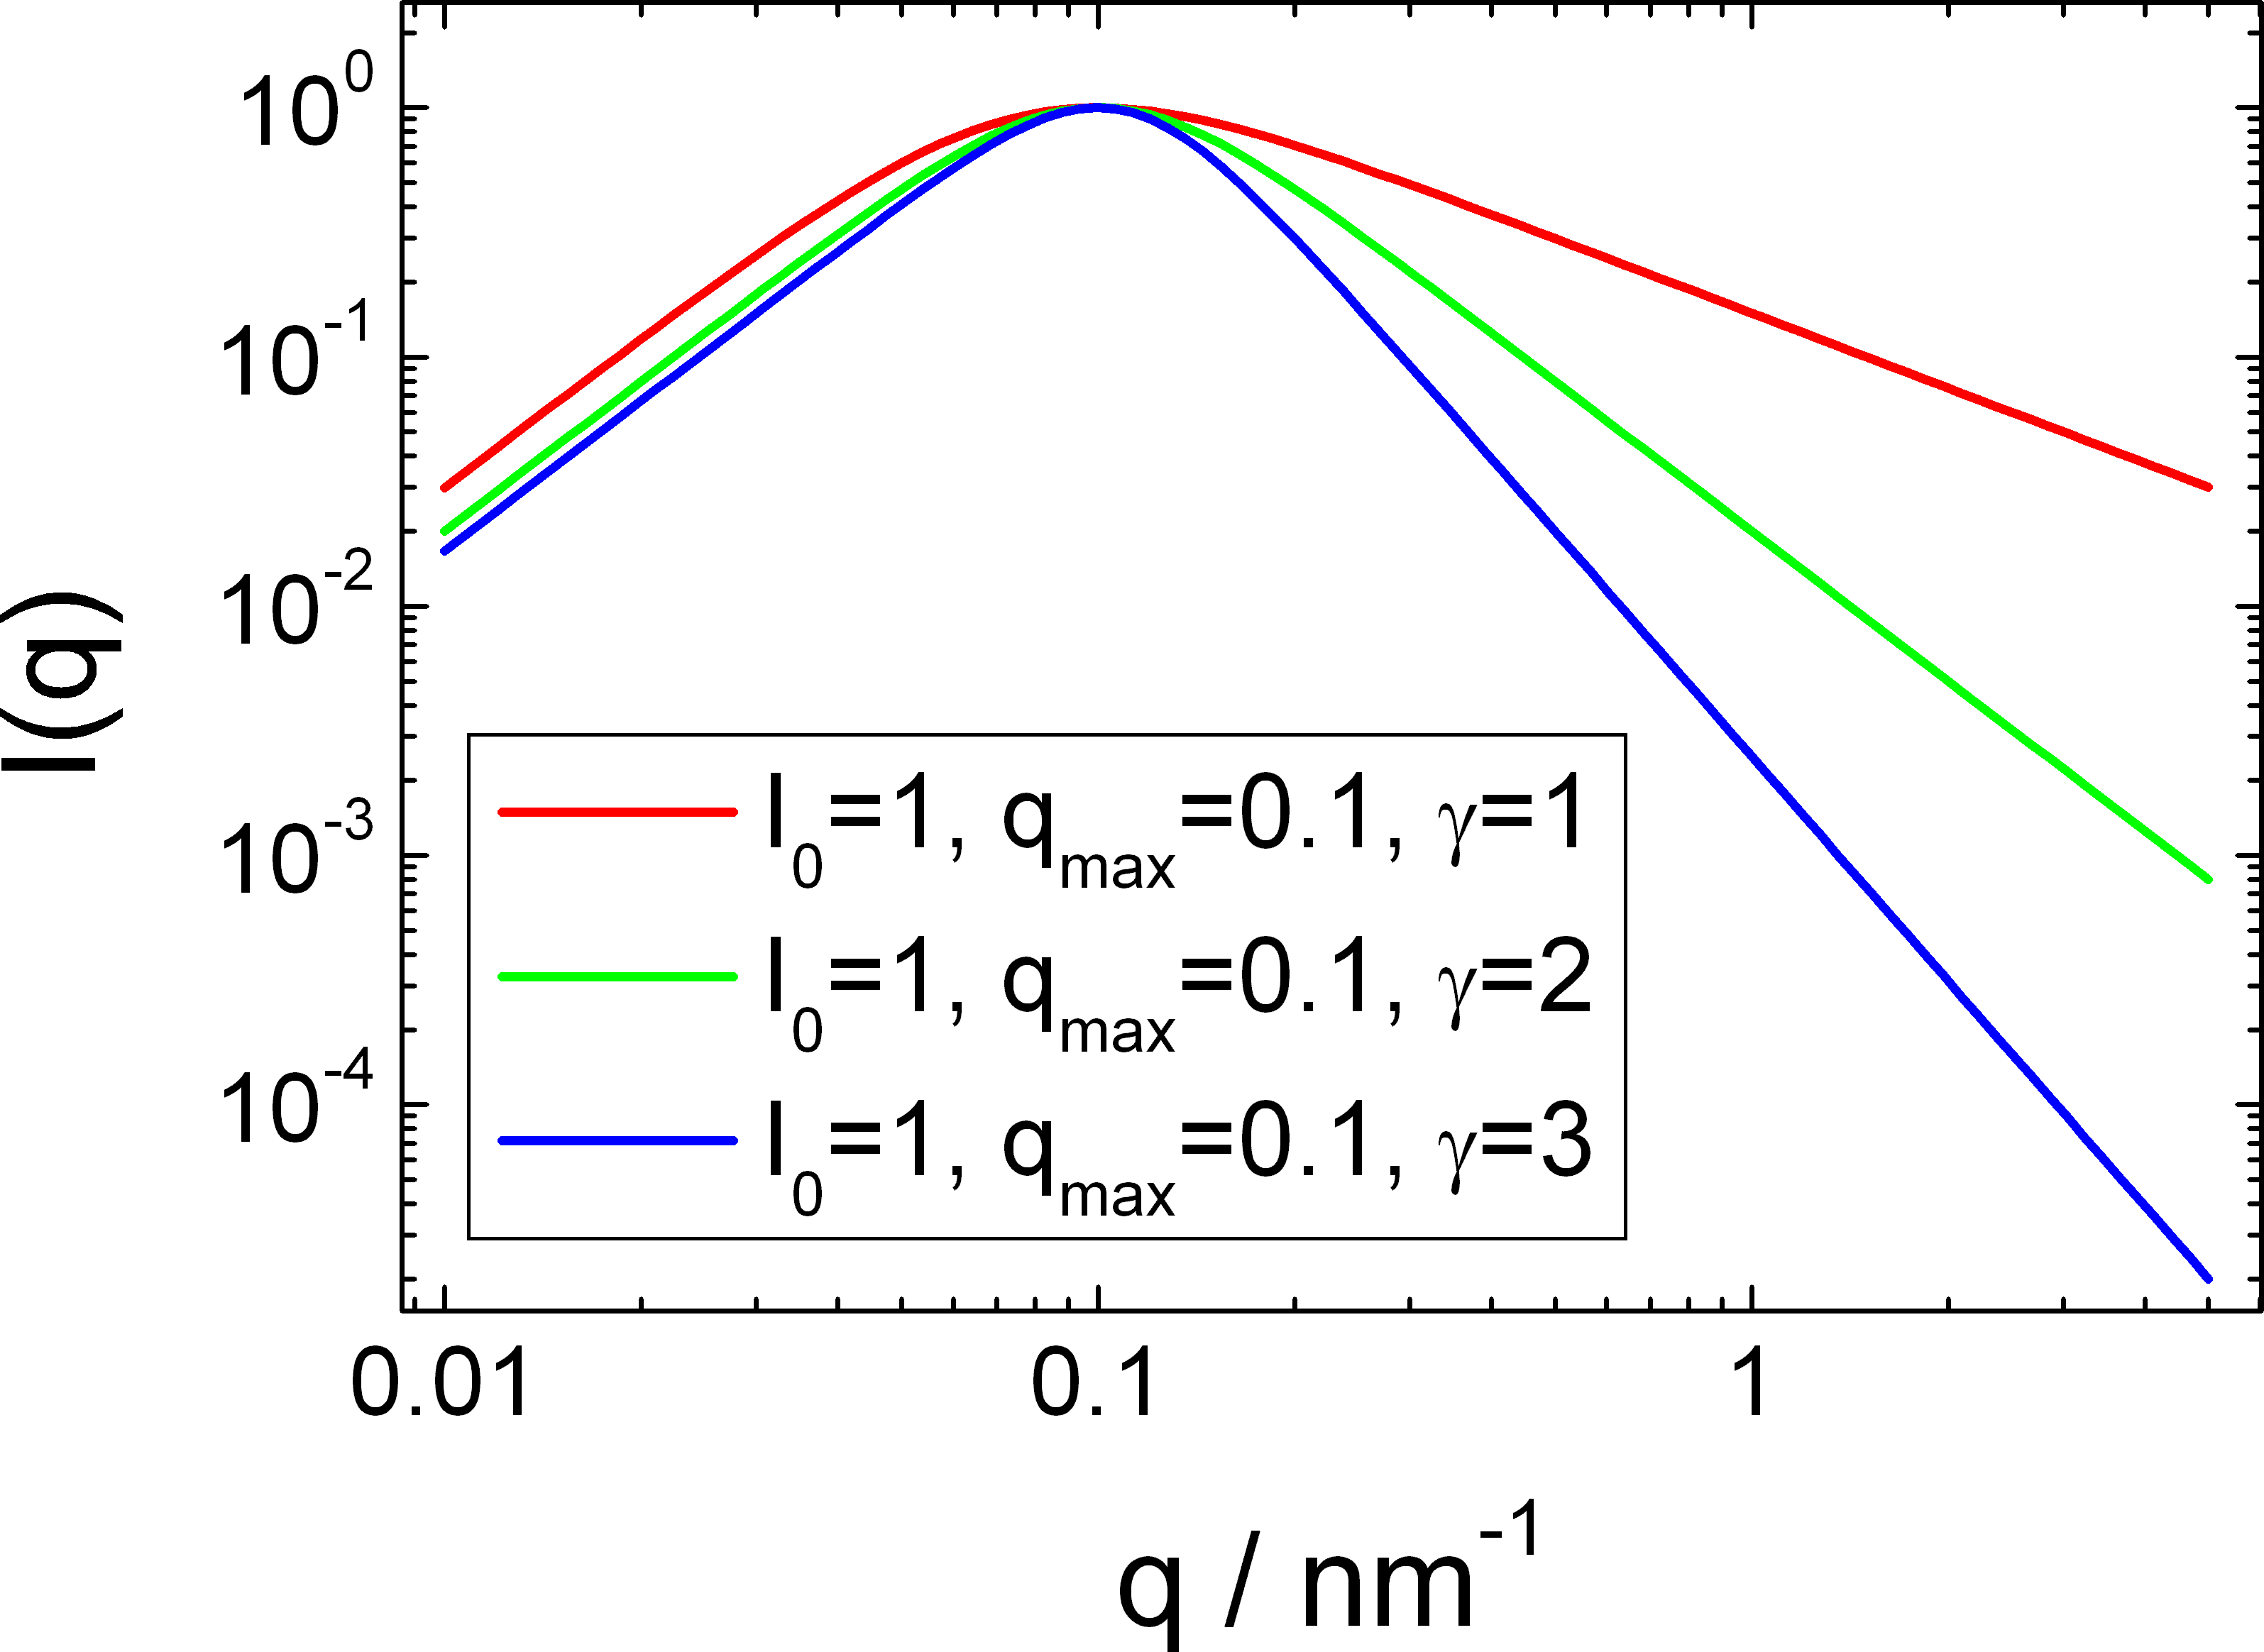 I(q)
10^0
10^-1
10^-2
10^-3
10^-4
I_0=1, q_max=0.1, γ=1
I_0=1, q_max=0.1, γ=2
I_0=1, q_max=0.1, γ=3
0.01 0.1 1
q / nm^-1